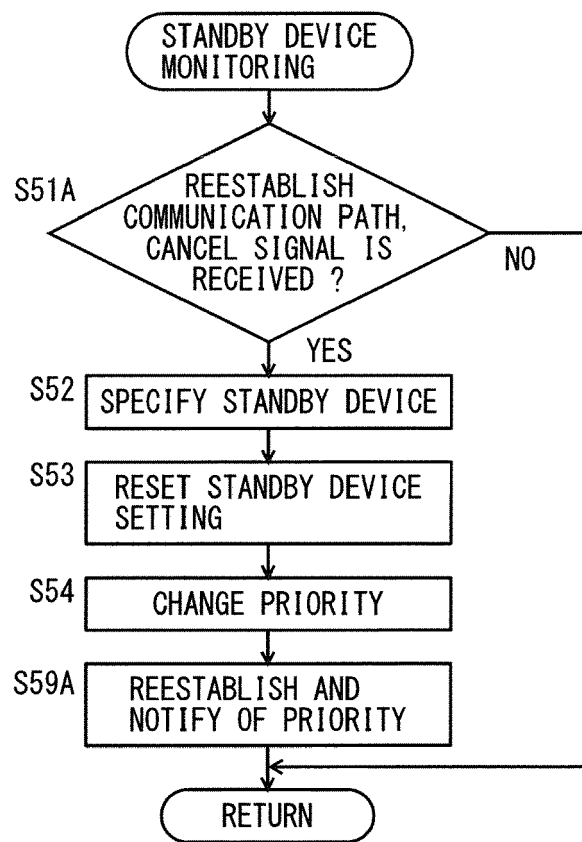 STANDBY DEVICE
MONITORING
S51A
REESTABLISH
COMMUNICATION PATH,
CANCEL SIGNAL IS
RECEIVED ?
NO
YES
S52
SPECIFY STANDBY DEVICE
S53
RESET STANDBY DEVICE
SETTING
S54
CHANGE PRIORITY
S59A
REESTABLISH AND
NOTIFY OF PRIORITY
RETURN